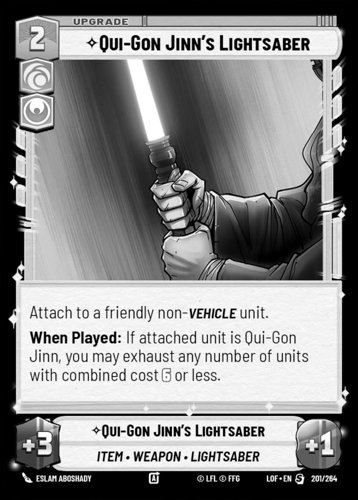 UPGRADE
2
✧QUI-GON JINN'S LIGHTSABER
Attach to a friendly non-VEHICLE unit.
When Played: If attached unit is Qui-Gon
Jinn, you may exhaust any number of units
with combined cost 6 or less.
+3
✧QUI-GON JINN'S LIGHTSABER
+1
ITEM • WEAPON • LIGHTSABER
ESLAM ABOSHADY
© LFL © FFG
LOF • EN
S
201/264